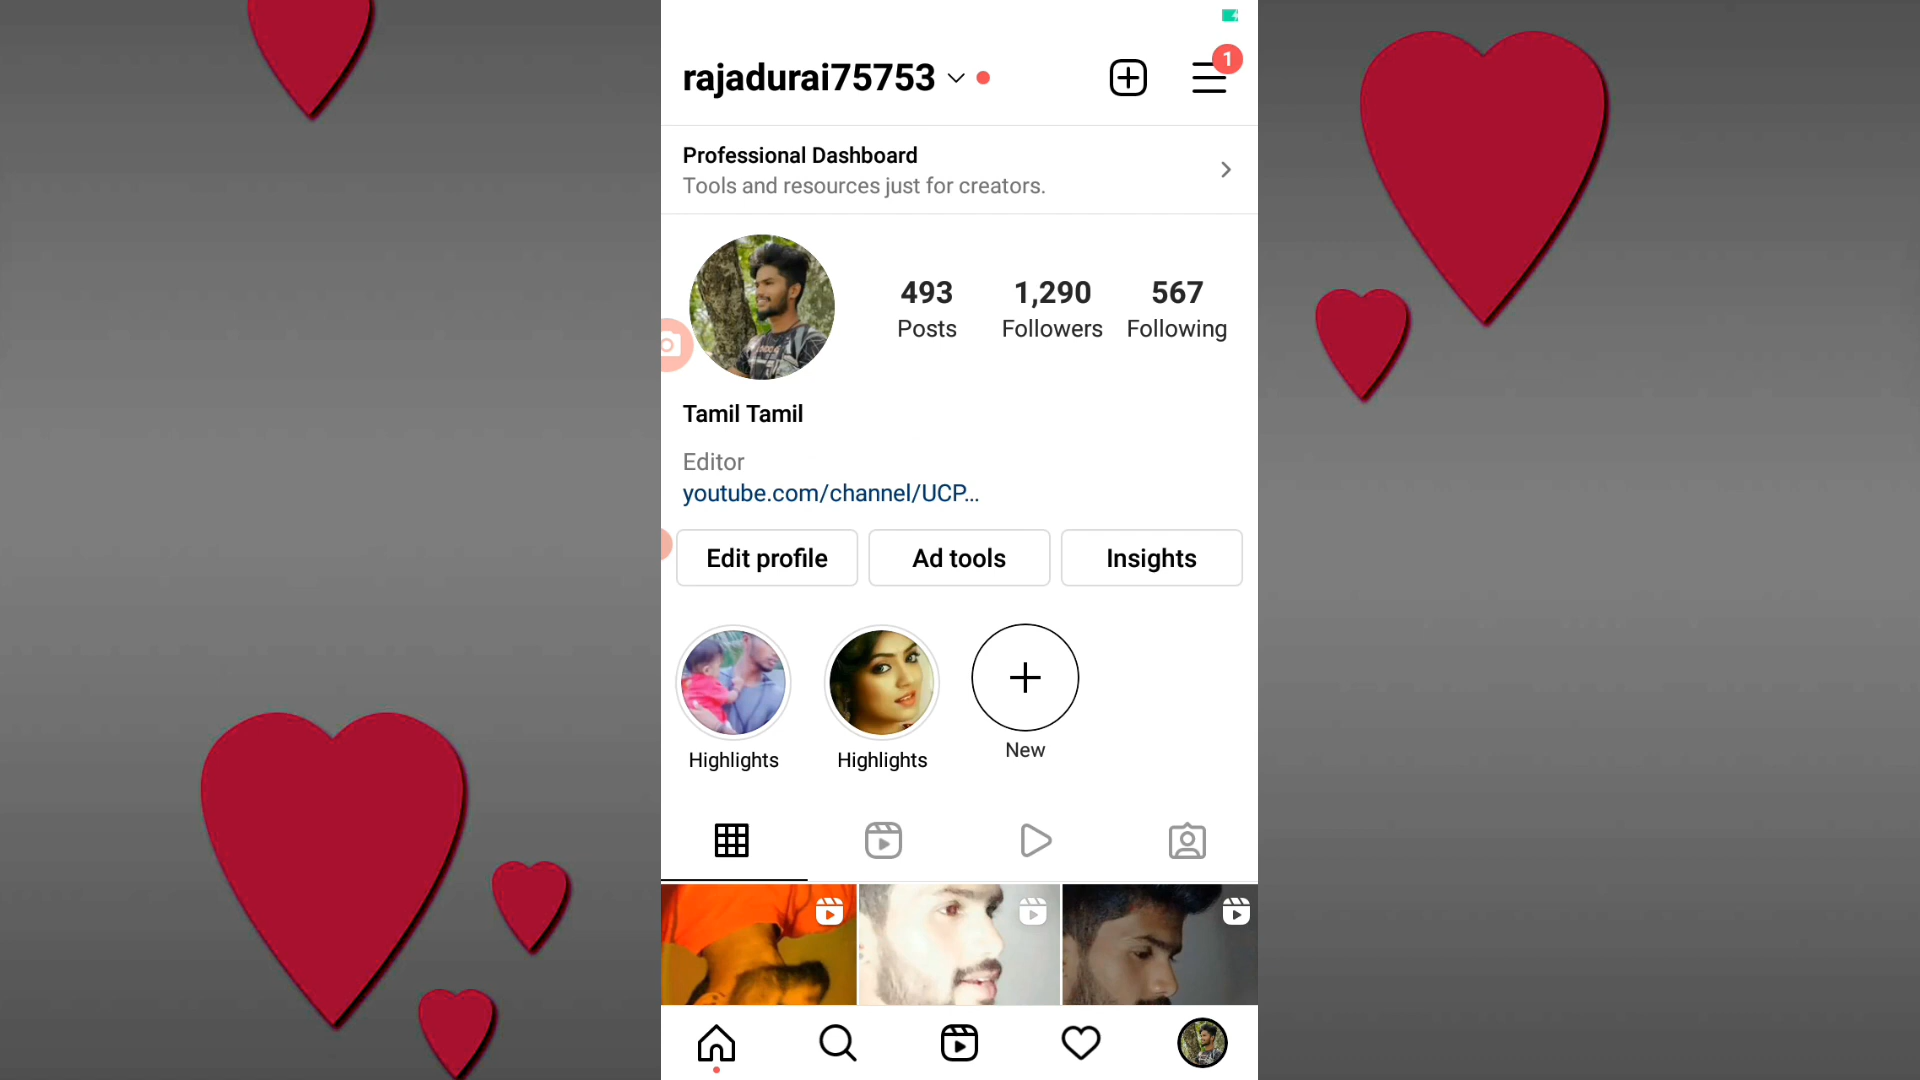 rajadurai75753
1
Professional Dashboard
Tools and resources just for creators.
493 1,290 567
Posts Followers Following
Tamil Tamil
Editor
youtube.com/channel/UCP...
Edit profile Ad tools Insights
Highlights Highlights New